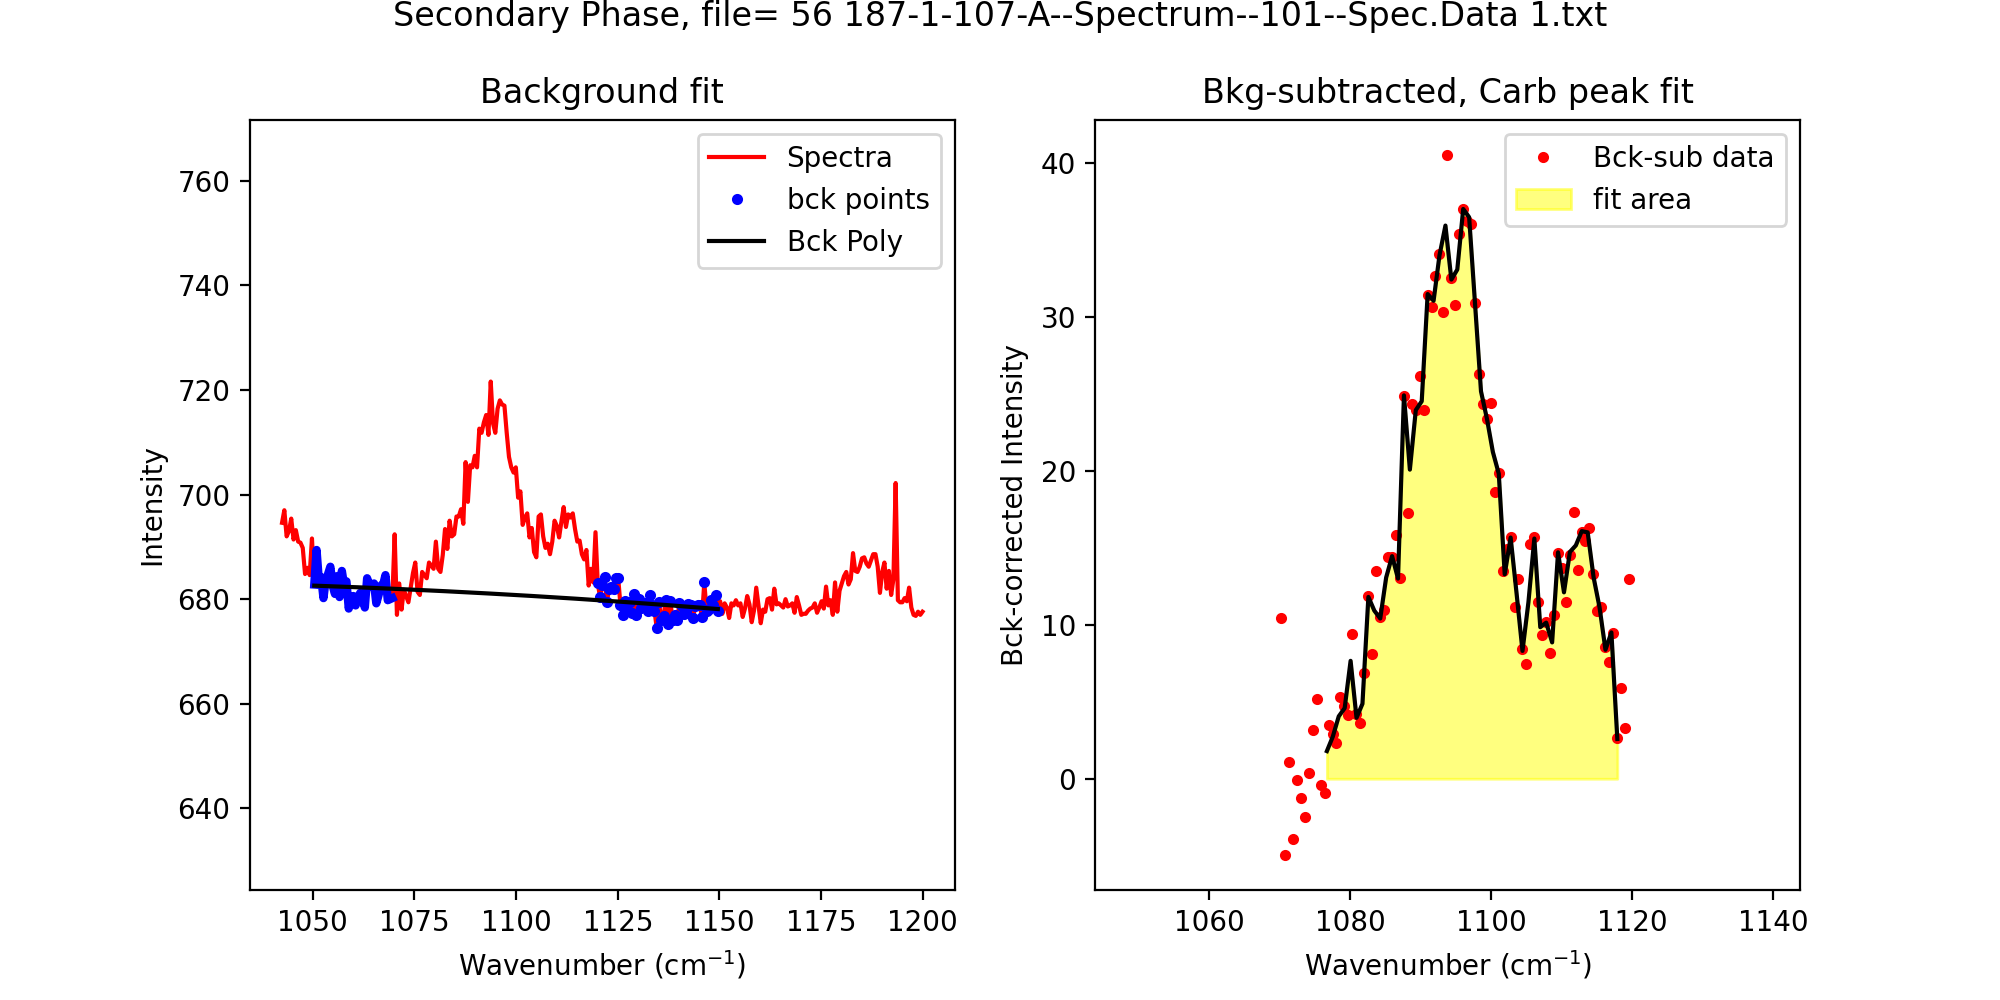 Secondary Phase, file= 56 187-1-107-A--Spectrum--101--Spec.Data 1.txt
Background fit
Spectra
bck points
Bck Poly
760
740
720
700
680
660
640
Intensity
1050 1075 1100 1125 1150 1175 1200
Wavenumber (cm⁻¹)
Bkg-subtracted, Carb peak fit
Bck-sub data
fit area
40
30
20
10
0
Bck-corrected Intensity
1060 1080 1100 1120 1140
Wavenumber (cm⁻¹)